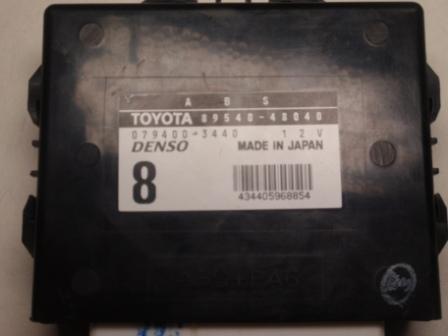 A B S
TOYOTA 89540-48040
079400-3440 12V
DENSO MADE IN JAPAN
8
434405968854